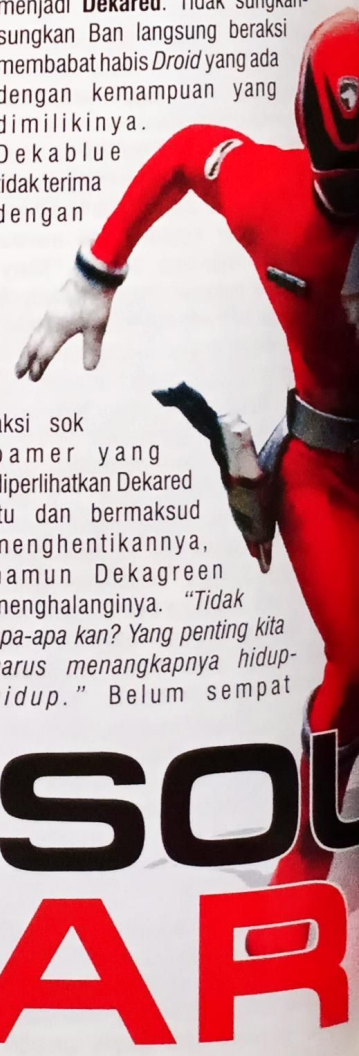 menjadi Dekared. Tidak sungkan-
sungkan Ban langsung beraksi
membabat habis Droid yang ada
dengan kemampuan yang
dimilikinya.
Dekablue
tidak terima
dengan
aksi sok
pamer yang
diperlihatkan Dekared
itu dan bermaksud
menghentikannya,
namun Dekagreen
menghalanginya. “Tidak
apa-apa kan? Yang penting kita
harus menangkapnya hidup-
hidup.” Belum sempat
SOU
AR